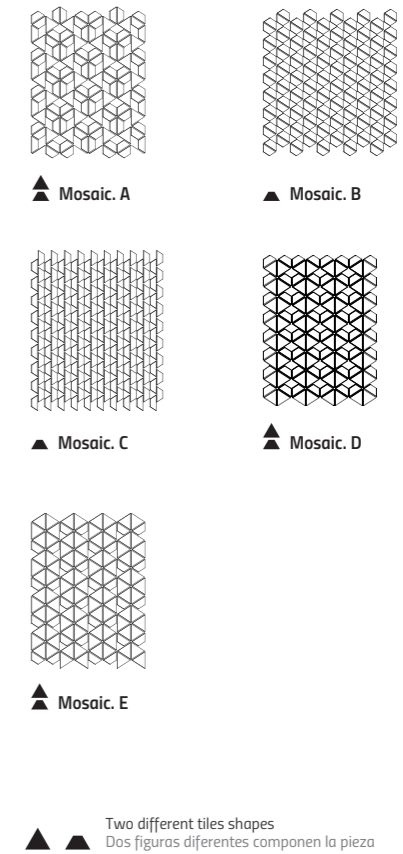 Mosaic. A
Mosaic. B
Mosaic. C
Mosaic. D
Mosaic. E
Two different tiles shapes
Dos figuras diferentes componen la pieza